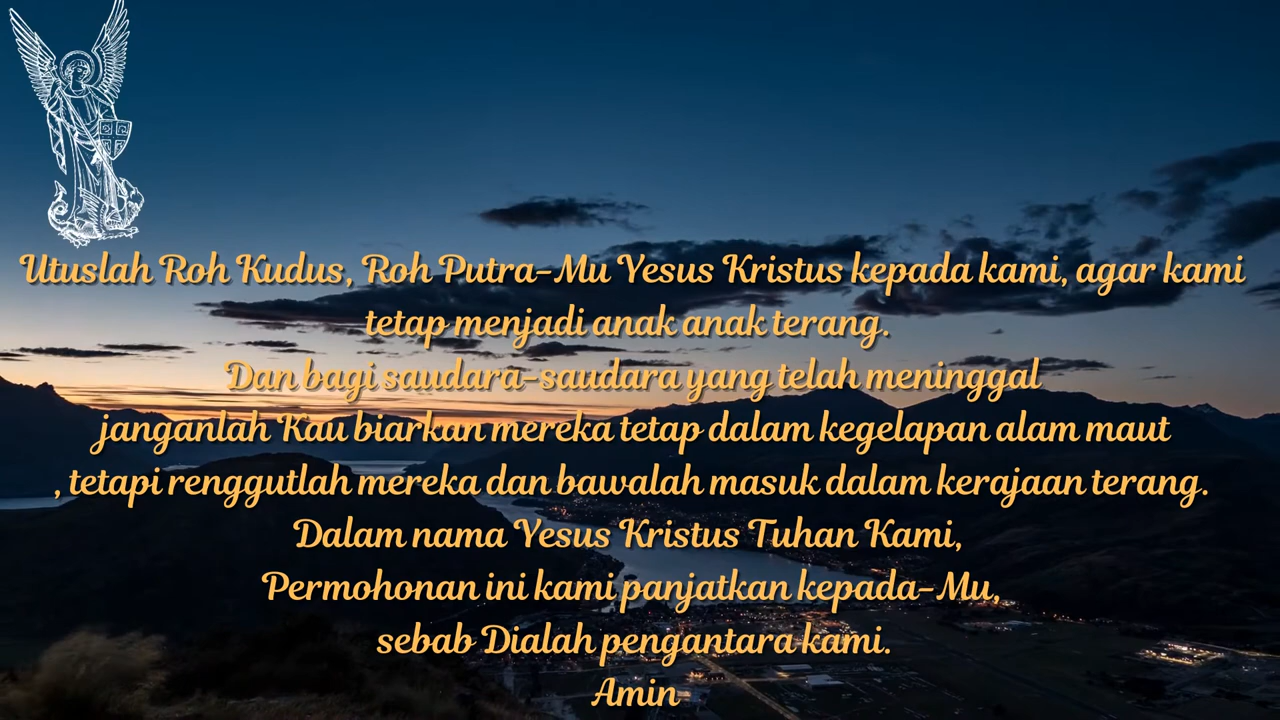 Utuslah Roh Kudus, Roh Putra-Mu Yesus Kristus kepada kami, agar kami
tetap menjadi anak anak terang.
Dan bagi saudara-saudara yang telah meninggal
janganlah Kau biarkan mereka tetap dalam kegelapan alam maut
, tetapi renggutlah mereka dan bawalah masuk dalam kerajaan terang.
Dalam nama Yesus Kristus Tuhan Kami,
Permohonan ini kami panjatkan kepada-Mu,
sebab Dialah pengantara kami.
Amin